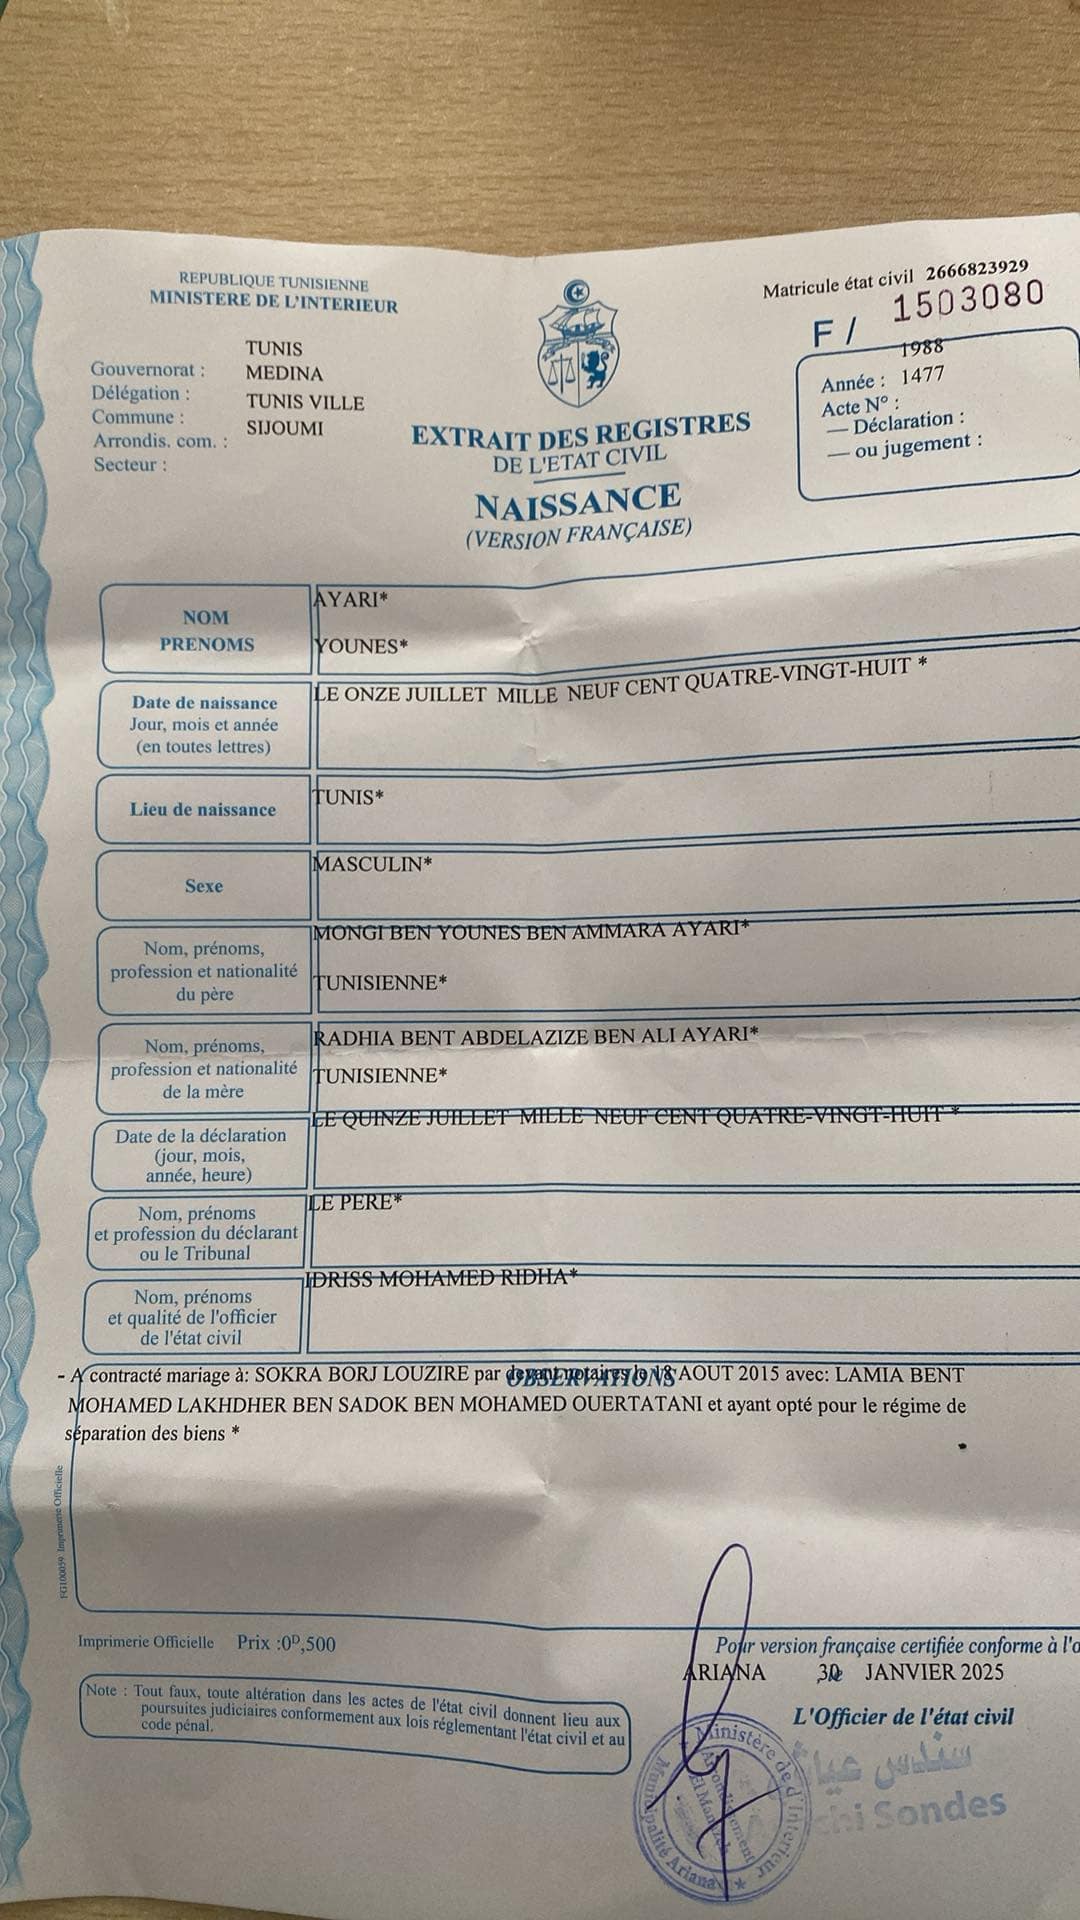 REPUBLIQUE TUNISIENNE
MINISTERE DE L'INTERIEUR
Matricule état civil 2666823929
F / 1503080
Gouvernorat : TUNIS
Délégation : MEDINA
Commune : TUNIS VILLE
Arrondis. com. : SIJOUMI
Secteur :
1988
Année : 1477
Acte N° :
— Déclaration :
— ou jugement :
EXTRAIT DES REGISTRES
DE L'ETAT CIVIL
NAISSANCE
(VERSION FRANÇAISE)
NOM
PRENOMS
AYARI*
YOUNES*
Date de naissance
Jour, mois et année
(en toutes lettres)
LE ONZE JUILLET MILLE NEUF CENT QUATRE-VINGT-HUIT *
Lieu de naissance
TUNIS*
Sexe
MASCULIN*
Nom, prénoms,
profession et nationalité
du père
MONGI BEN YOUNES BEN AMMARA AYARI*
TUNISIENNE*
Nom, prénoms,
profession et nationalité
de la mère
RADHIA BENT ABDELAZIZE BEN ALI AYARI*
TUNISIENNE*
Date de la déclaration
(jour, mois,
année, heure)
LE QUINZE JUILLET MILLE NEUF CENT QUATRE-VINGT-HUIT *
Nom, prénoms
et profession du déclarant
ou le Tribunal
LE PERE*
Nom, prénoms
et qualité de l'officier
de l'état civil
IDRISS MOHAMED RIDHA*
OBSERVATIONS
- A contracté mariage à: SOKRA BORJ LOUZIRE par devant notaires le 18 AOUT 2015 avec: LAMIA BENT
MOHAMED LAKHDHER BEN SADOK BEN MOHAMED OUERTATANI et ayant opté pour le régime de
séparation des biens *
FG100059 Imprimerie Officielle
Imprimerie Officielle Prix :0ᴰ,500
Pour version française certifiée conforme à
ARIANA le 30 JANVIER 2025
L'Officier de l'état civil
Note : Tout faux, toute altération dans les actes de l'état civil donnent lieu aux
poursuites judiciaires conformement aux lois réglementant l'état civil et au
code pénal.
Ministère de d'Interieur
Municipalité Ariana
Arrondissement
سندس
Sondes